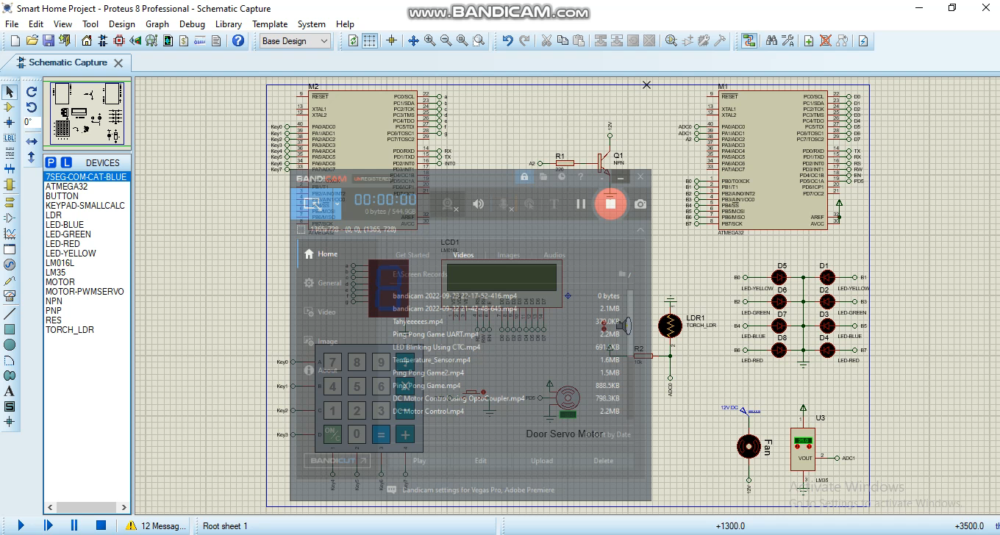 Smart Home Project - Proteus 8 Professional - Schematic Capture
www.BANDICAM.com
File Edit View Tool Design Graph Debug Library Template System Help
Base Design
Schematic Capture
0°
P L DEVICES
7SEG-COM-CAT-BLUE
ATMEGA32
BUTTON
KEYPAD-SMALLCALC
LDR
LED-BLUE
LED-GREEN
LED-RED
LED-YELLOW
LM016L
LM35
MOTOR
MOTOR-PWMSERVO
NPN
PNP
RES
TORCH_LDR
M2
9 RESET PC0/SCL 22 a
PC1/SDA 23 b
13 XTAL1 PC2/TCK 24 c
12 XTAL2 PC3/TMS 25 d
PC4/TDO 26 e
Key0 40 PA0/ADC0 PC5/TDI 27 f
Key1 39 PA1/ADC1 PC6/TOSC1 28 g
Key2 38 PA2/ADC2 PC7/TOSC2 29
Key3 37 PA3/ADC3
Key4 36 PA4/ADC4 PD0/RXD 14 RX
Key5 35 PA5/ADC5 PD1/TXD 15 TX
Key6 34 PA6/ADC6 PD2/INT0 16 INT0
Key7 33 PA7/ADC7 PD3/INT1 17
ATMEGA32
12V
A2 R1 220
Q1
NPN
M1
9 RESET PC0/SCL 22 D0
PC1/SDA 23 D1
13 XTAL1 PC2/TCK 24 D2
12 XTAL2 PC3/TMS 25 D3
PC4/TDO 26 D4
ADC0 40 PA0/ADC0 PC5/TDI 27 D5
ADC1 39 PA1/ADC1 PC6/TOSC1 28 D6
A2 38 PA2/ADC2 PC7/TOSC2 29 D7
37 PA3/ADC3
36 PA4/ADC4 PD0/RXD 14 TX
35 PA5/ADC5 PD1/TXD 15 RX
34 PA6/ADC6 PD2/INT0 16 RS
33 PA7/ADC7 PD3/INT1 17 RW
PD4/OC1B 18 EN
B0 1 PB0/T0/XCK PD5/OC1A 19 PD5
B1 2 PB1/T1 PD6/ICP1 20
B2 3 PB2/AIN0/INT2 PD7/OC2 21
B3 4 PB3/AIN1/OC0
B4 5 PB4/SS
B5 6 PB5/MOSI
B6 7 PB6/MISO AREF 32
B7 8 PB7/SCK AVCC 30
ATMEGA32
BANDICAM UNREGISTERED
00:00:00
0 bytes / 544.9GB
1365x728 - (0, 0), (1365, 728)
Home
General
Video
Image
About
Get Started Videos Images Audios
E:\Screen Records
bandicam 2022-09-23 22-17-52-416.mp4 0 bytes
bandicam 2022-09-22 21-42-48-645.mp4 2.1MB
Tahyeeeees.mp4
Ping Pong Game UART.mp4 2.2MB
LED Blinking Using CTC.mp4
Temperature_Sensor.mp4 1.6MB
Ping Pong Game2.mp4 1.5MB
Ping Pong Game.mp4 888.5KB
DC Motor Control using OptoCoupler.mp4 798.3KB
DC Motor Control.mp4 2.2MB
BANDICUT
Play Edit Upload Delete
Bandicam settings for Vegas Pro, Adobe Premiere
LCD1
LM016L
7 8 9
4 5 6
1 2 3
ON/C 0 = +
Key0
Key1
Key2
Key3
Key4 Key5 Key6 Key7
PD5
Door Servo Motor
R2
10k
LDR1
TORCH_LDR
ADC0
D5 D1
B0 B1
LED-YELLOW LED-YELLOW
D6 D2
B2 B3
LED-GREEN LED-GREEN
D7 D3
B4 B5
LED-BLUE LED-BLUE
D8 D4
B6 B7
LED-RED LED-RED
12V DC
Fan
12V
U3
1
25.0
VOUT 2 ADC1
3
LM35
Activate Windows
Go to Settings to activate Windows.
12 Messag...
Root sheet 1
+1300.0
+3500.0
th